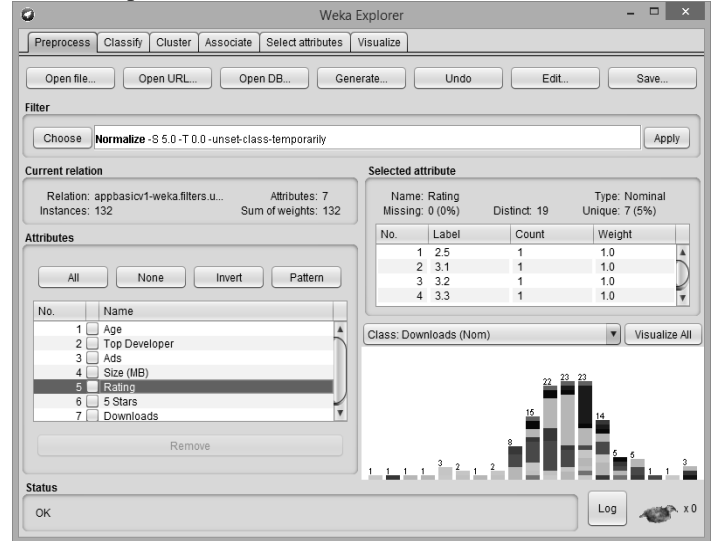 Weka Explorer
Preprocess Classify Cluster Associate Select attributes Visualize
Open file... Open URL... Open DB... Generate... Undo Edit... Save...
Filter
Choose Normalize -S 5.0 -T 0.0 -unset-class-temporarily Apply
Current relation
Relation: appbasicv1-weka.filters.u... Attributes: 7
Instances: 132 Sum of weights: 132
Attributes
All None Invert Pattern
No. Name
1 Age
2 Top Developer
3 Ads
4 Size (MB)
5 Rating
6 5 Stars
7 Downloads
Remove
Selected attribute
Name: Rating Type: Nominal
Missing: 0 (0%) Distinct: 19 Unique: 7 (5%)
No. Label Count Weight
1 2.5 1 1.0
2 3.1 1 1.0
3 3.2 1 1.0
4 3.3 1 1.0
Class: Downloads (Nom) Visualize All
1 1 1 1 3 2 1 2 8 15 22 23 23 14 5 5 1 1 3
Status
OK
Log x 0